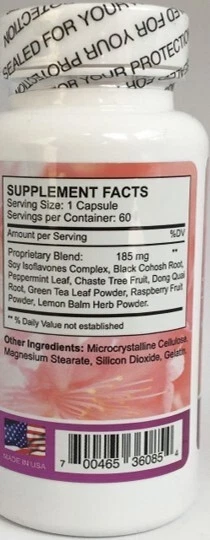 SEALED FOR YOUR PROTECTION
SUPPLEMENT FACTS
Serving Size: 1 Capsule
Servings per Container: 60
Amount per Serving %DV
Proprietary Blend: 185 mg **
Soy Isoflavones Complex, Black Cohosh Root,
Peppermint Leaf, Chaste Tree Fruit, Dong Quai
Root, Green Tea Leaf Powder, Raspberry Fruit
Powder, Lemon Balm Herb Powder.
** % Daily Value not established
Other Ingredients: Microcrystalline Cellulose,
Magnesium Stearate, Silicon Dioxide, Gelatin.
MADE IN USA
7 00465 36085 4